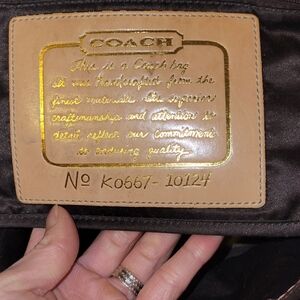 COACH
This is a Coach bag
It was handcrafted from the
finest materials. The superior
craftsmanship and attention to
detail reflect our commitment
to enduring quality.
No K0667-10124